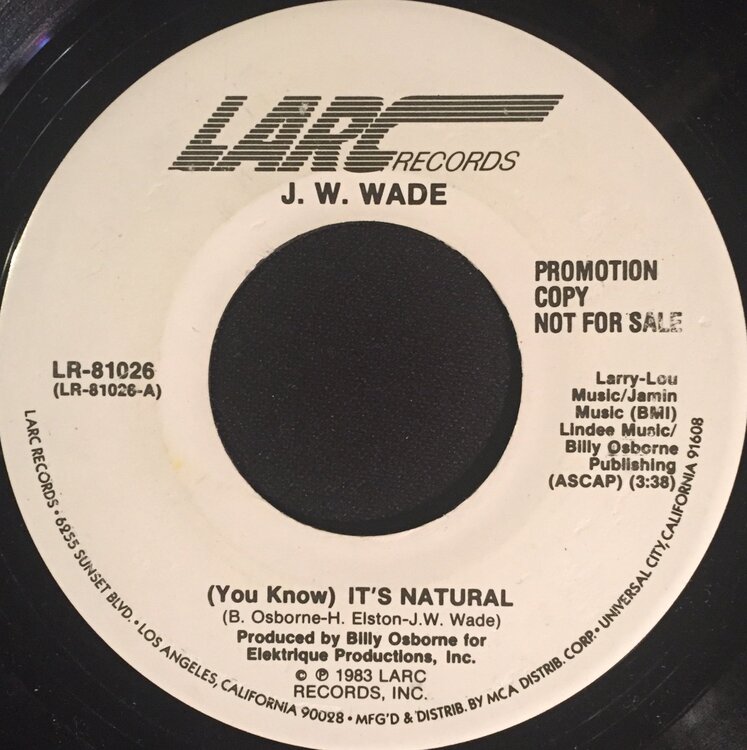 LARC RECORDS
J. W. WADE
PROMOTION
COPY
NOT FOR SALE
LR-81026
(LR-81026-A)
Larry-Lou
Music/Jamin
Music (BMI)
Lindee Music/
Billy Osborne
Publishing
(ASCAP) (3:38)
(You Know) IT'S NATURAL
(B. Osborne-H. Elston-J.W. Wade)
Produced by Billy Osborne for
Elektrique Productions, Inc.
© ℗ 1983 LARC
RECORDS, INC.
LARC RECORDS • 6255 SUNSET BLVD. • LOS ANGELES, CALIFORNIA 90028 • MFG'D & DISTRIB. BY MCA DISTRIB. CORP. • UNIVERSAL CITY, CALIFORNIA 91608